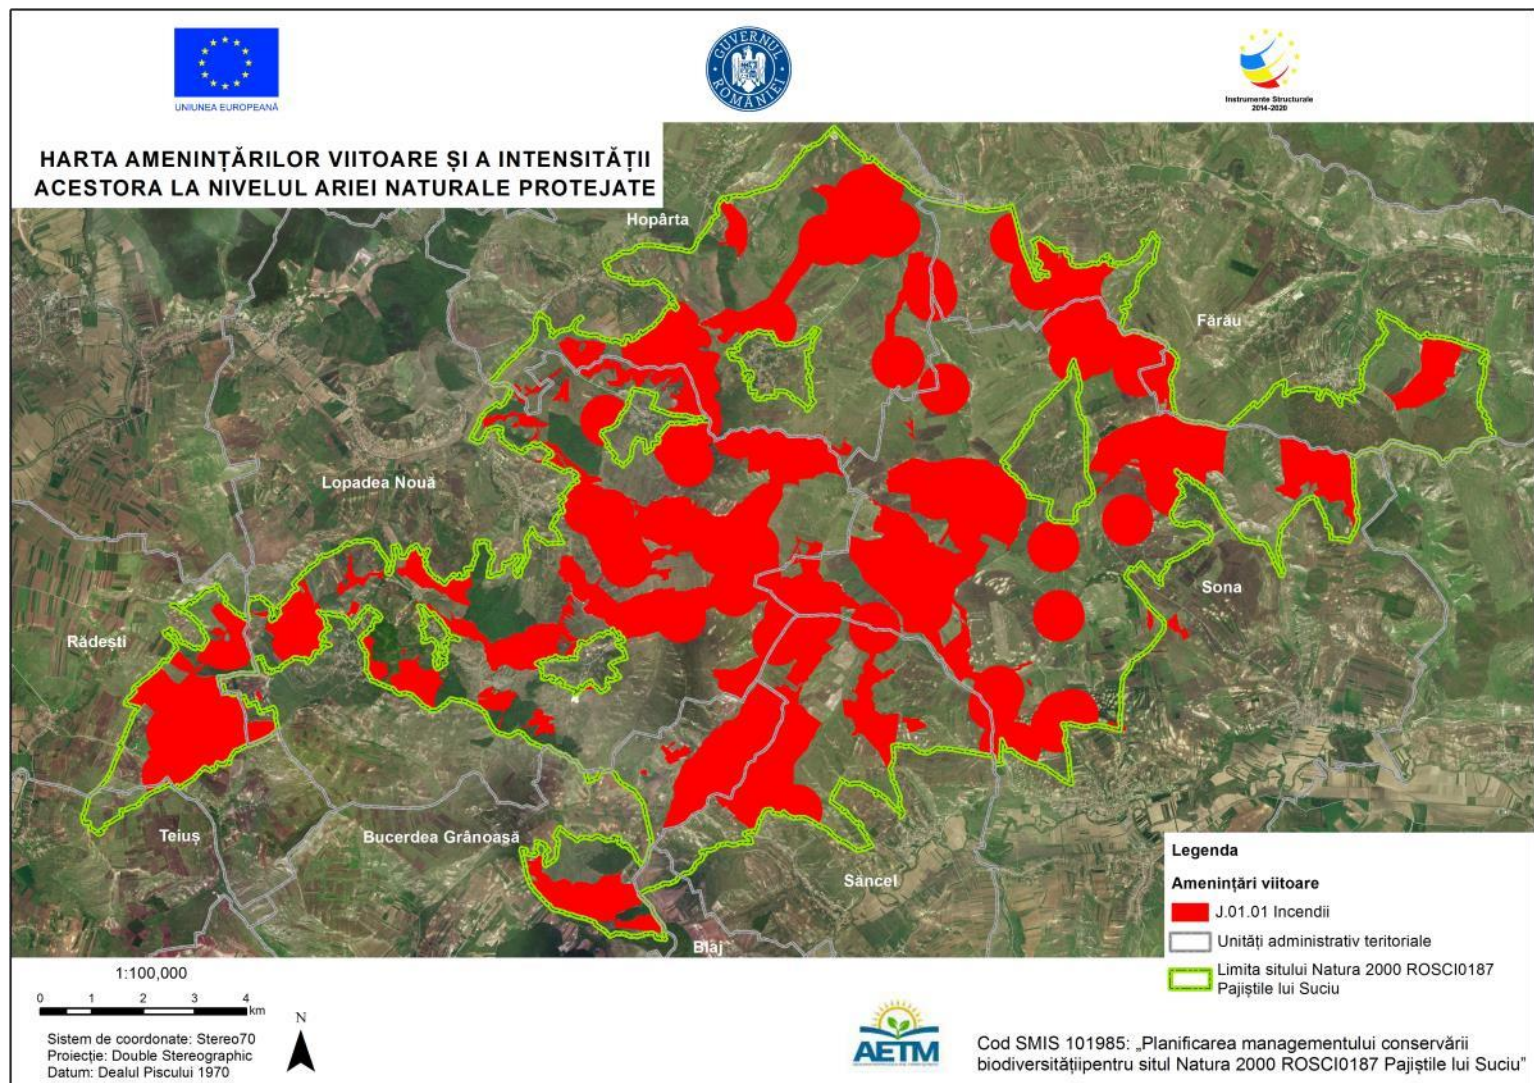 UNIUNEA EUROPEANĂ
GUVERNUL
ROMÂNIEI
Instrumente Structurale
2014-2020
HARTA AMENINȚĂRILOR VIITOARE ȘI A INTENSITĂȚII
ACESTORA LA NIVELUL ARIEI NATURALE PROTEJATE
Hopârta
Fărău
Lopadea Nouă
Sona
Rădești
Teiuș
Bucerdea Grânoașă
Sâncel
Blaj
Legenda
Amenințări viitoare
J.01.01 Incendii
Unități administrativ teritoriale
Limita sitului Natura 2000 ROSCI0187
Pajiștile lui Suciu
1:100,000
0 1 2 3 4
km
N
Sistem de coordonate: Stereo70
Proiecție: Double Stereographic
Datum: Dealul Piscului 1970
AETM
Cod SMIS 101985: „Planificarea managementului conservării
biodiversitățiipentru situl Natura 2000 ROSCI0187 Pajiștile lui Suciu”